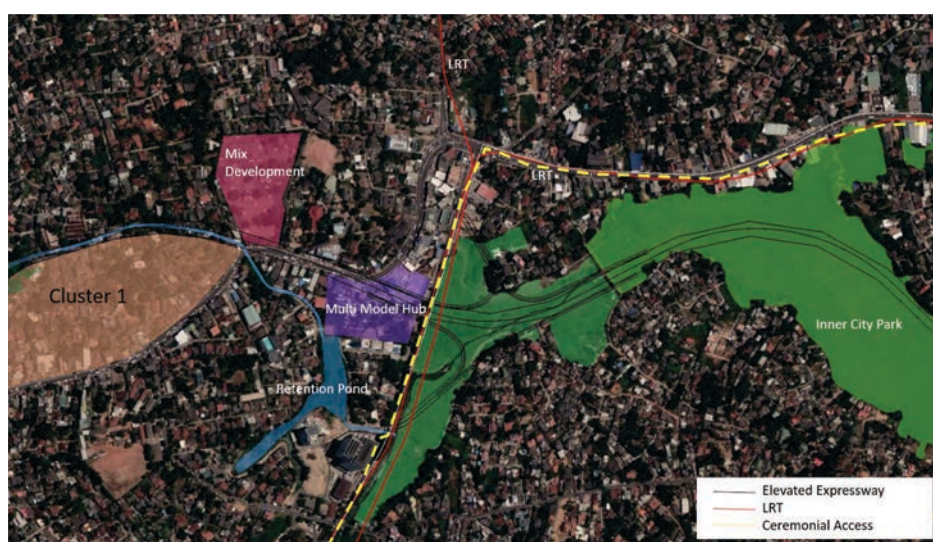 LRT
Mix
Development
LRT
Cluster 1
Multi Model Hub
Inner City Park
Retention Pond
Elevated Expressway
LRT
Ceremonial Access